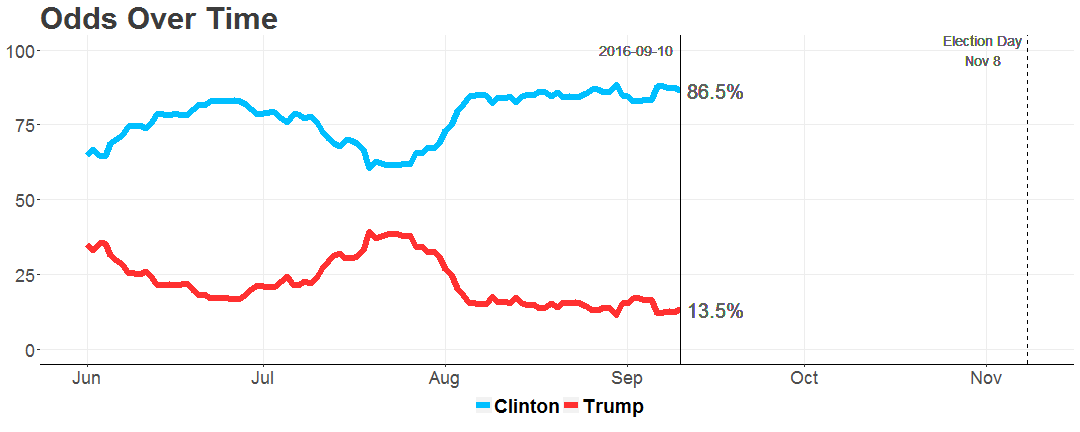 Odds Over Time
100
75
50
25
0
2016-09-10
Election Day
Nov 8
86.5%
13.5%
Jun Jul Aug Sep Oct Nov
Clinton Trump